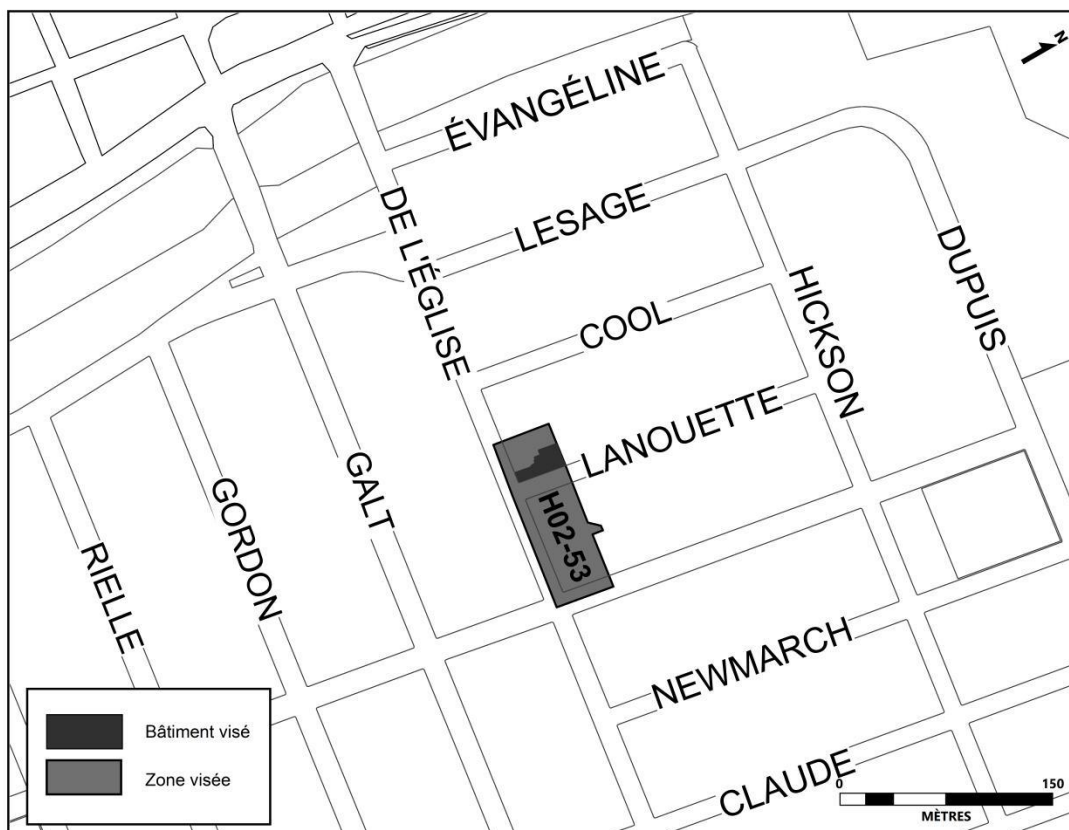 N
ÉVANGÉLINE
DE L'ÉGLISE
LESAGE
DUPUIS
COOL
HICKSON
LANOUETTE
GALT
GORDON
H02-53
RIELLE
NEWMARCH
CLAUDE
Bâtiment visé
Zone visée
0 150
MÈTRES